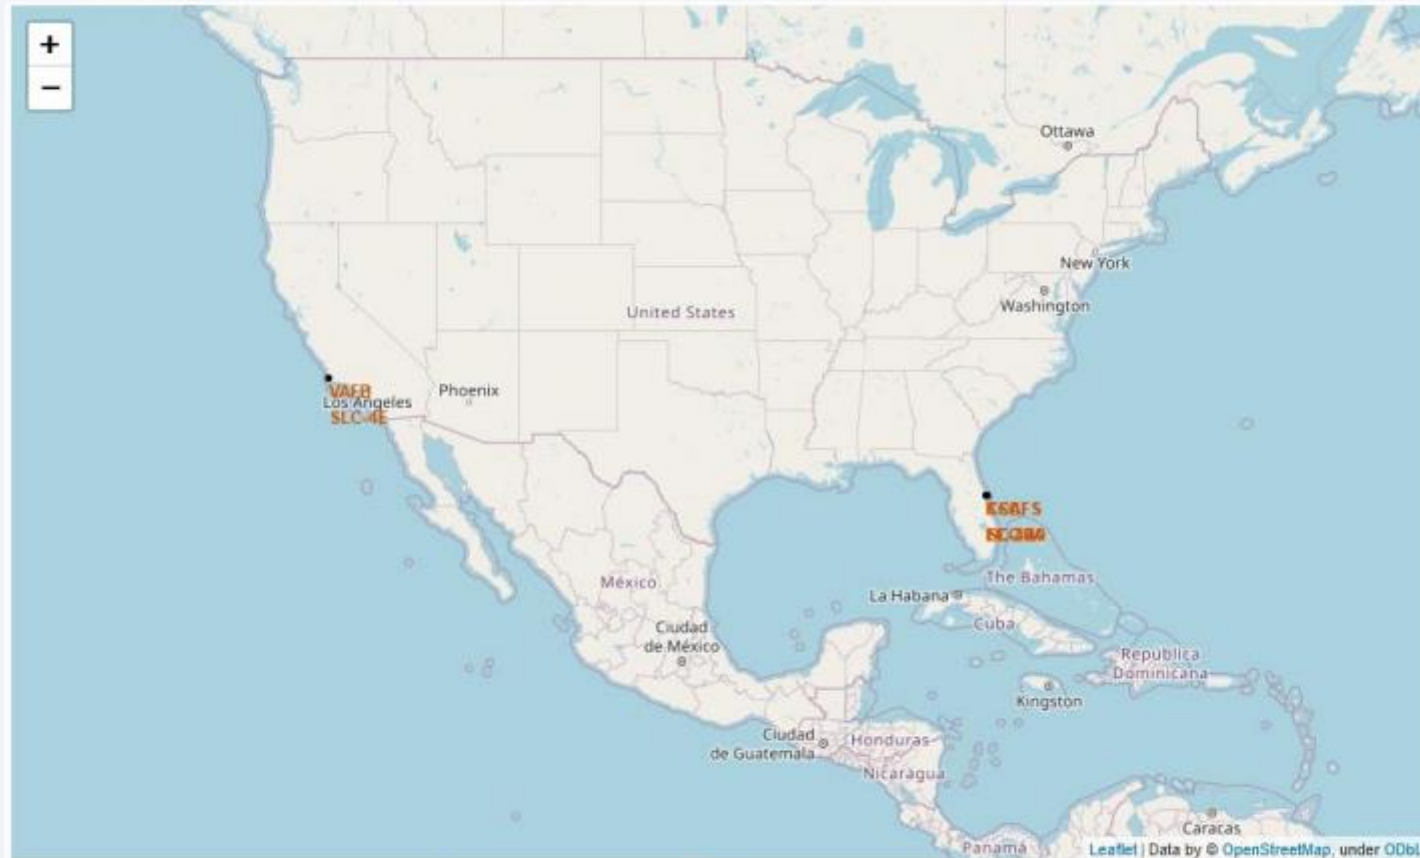 +
−
Ottawa
New York
Washington
United States
Phoenix
VAFB
Los Angeles
SLC-4E
México
The Bahamas
La Habana
Cuba
Ciudad
de México
República
Dominicana
Kingston
Ciudad
de Guatemala
Honduras
Nicaragua
Caracas
Panamá
Leaflet | Data by © OpenStreetMap, under ODbL